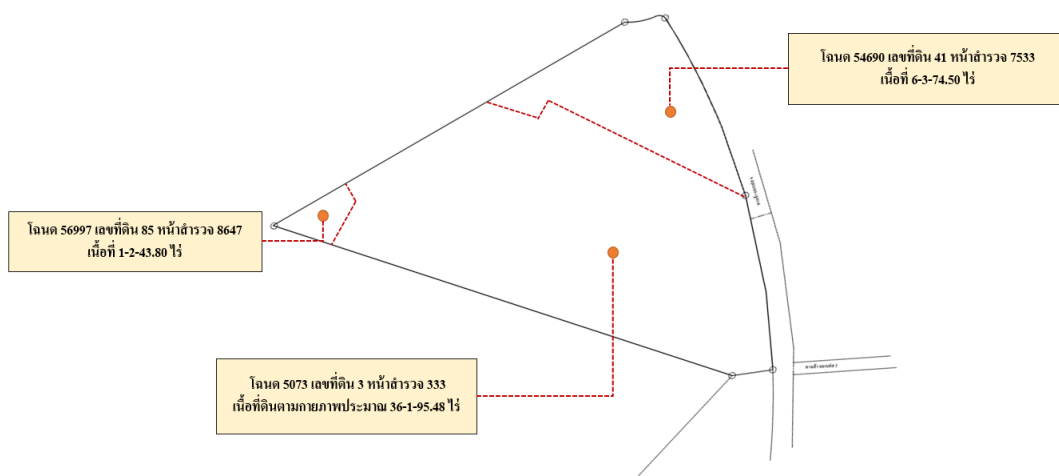 โฉนด 54690 เลขที่ดิน 41 หน้าสำรวจ 7533
เนื้อที่ 6-3-74.50 ไร่
โฉนด 56997 เลขที่ดิน 85 หน้าสำรวจ 8647
เนื้อที่ 1-2-43.80 ไร่
โฉนด 5073 เลขที่ดิน 3 หน้าสำรวจ 333
เนื้อที่ดินตามกายภาพประมาณ 36-1-95.48 ไร่